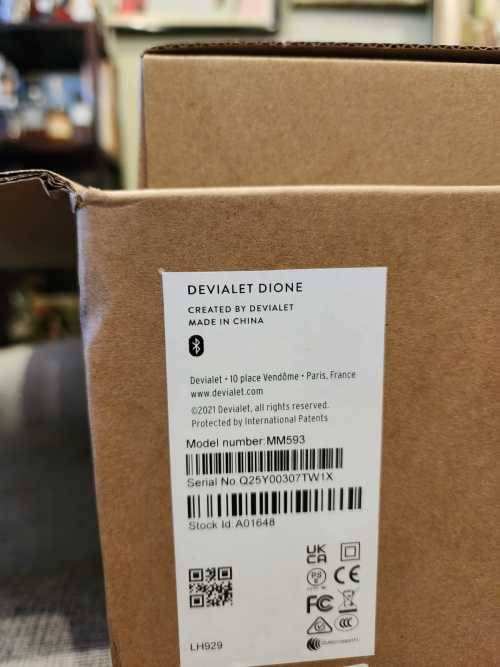 DEVIALET DIONE
CREATED BY DEVIALET
MADE IN CHINA
Devialet • 10 place Vendôme • Paris, France
www.devialet.com
©2021 Devialet, all rights reserved.
Protected by International Patents
Model number:MM593
Serial No Q25Y00307TW1X
Stock Id:A01648
UK
CA
PS
E
CE
FC
CCC
LH929